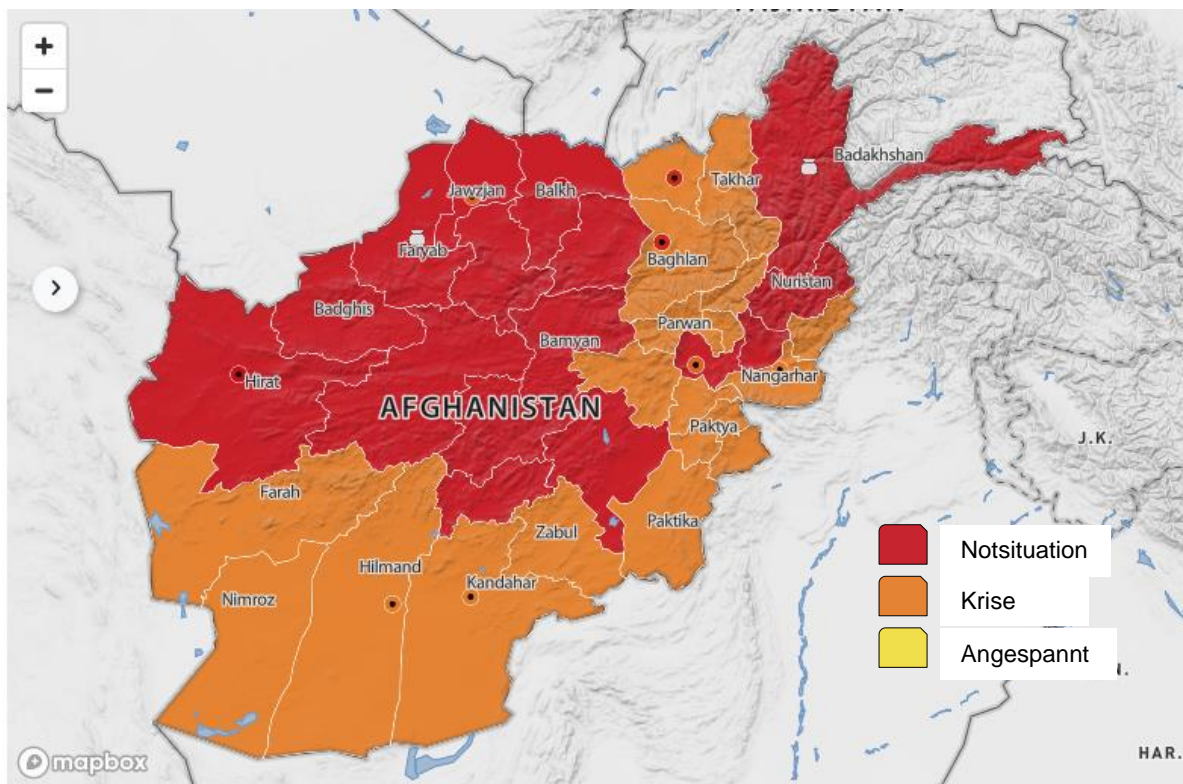 TAJIKISTAN
+
−
Badakhshan
Takhar
Jawzjan
Balkh
Faryab
Baghlan
Nuristan
Badghis
Parwan
Bamyan
Nangarhar
Hirat
AFGHANISTAN
Paktya
J.K.
Farah
Paktika
Zabul
Notsituation
Hilmand
Kandahar
Nimroz
Krise
Angespannt
N.
HAR.
mapbox